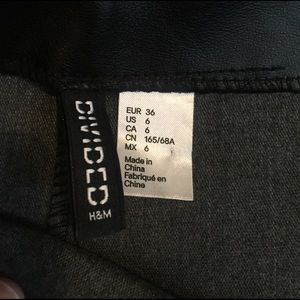 DIVIDED
H&M
EUR 36
US 6
CA 6
CN 165/68A
MX 6
Made in
China
Fabriqué en
Chine